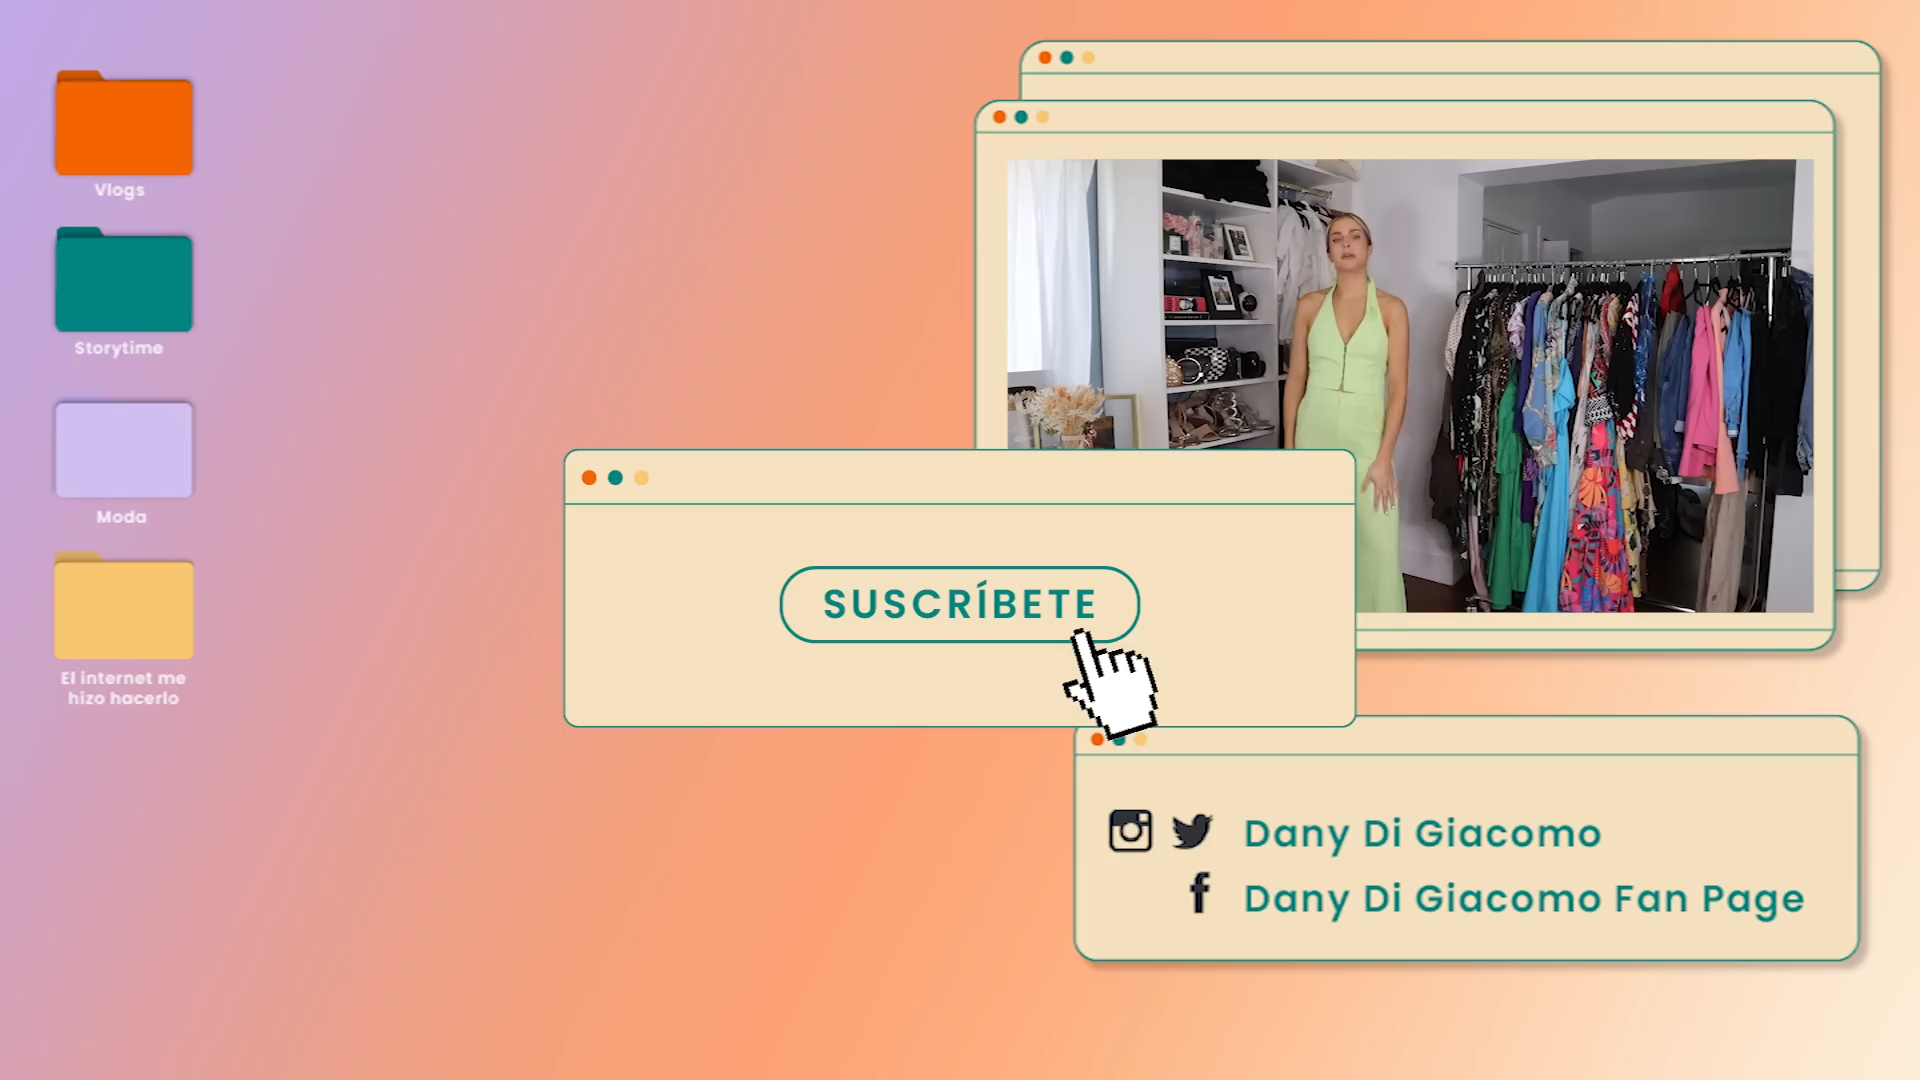 Vlogs
Storytime
Moda
El internet me
hizo hacerlo
SUSCRÍBETE
Dany Di Giacomo
Dany Di Giacomo Fan Page